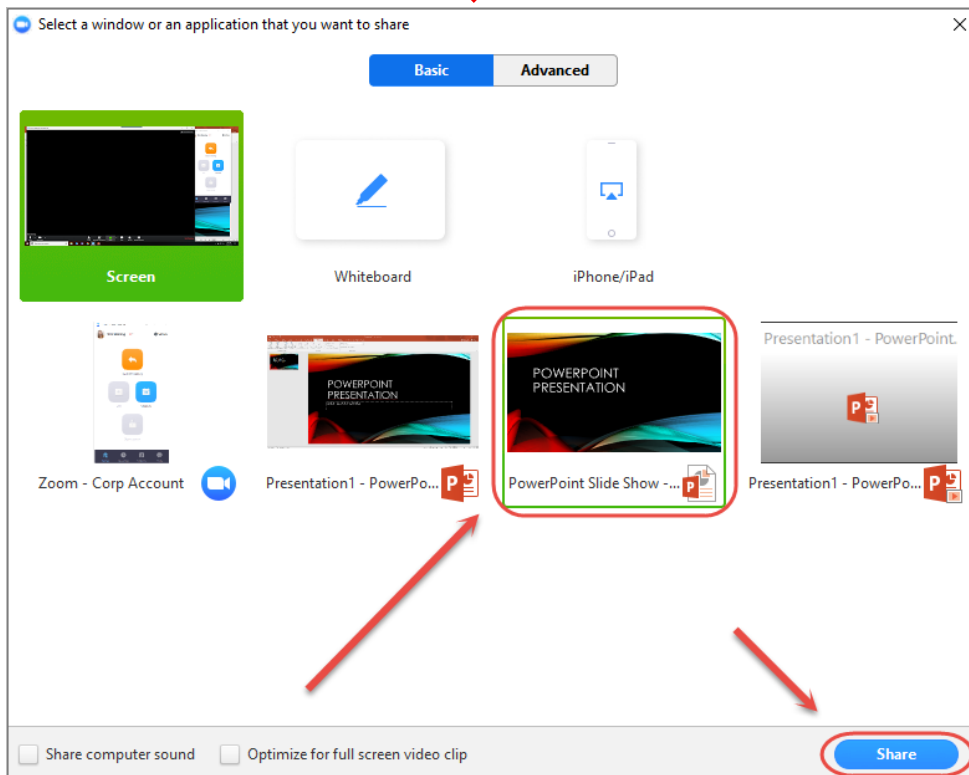 Select a window or an application that you want to share
Basic
Advanced
Screen
Whiteboard
iPhone/iPad
POWERPOINT
PRESENTATION
POWERPOINT
PRESENTATION
Presentation1 - PowerPoint.
Zoom - Corp Account
Presentation1 - PowerPo...
PowerPoint Slide Show -...
Presentation1 - PowerPo...
Share computer sound
Optimize for full screen video clip
Share